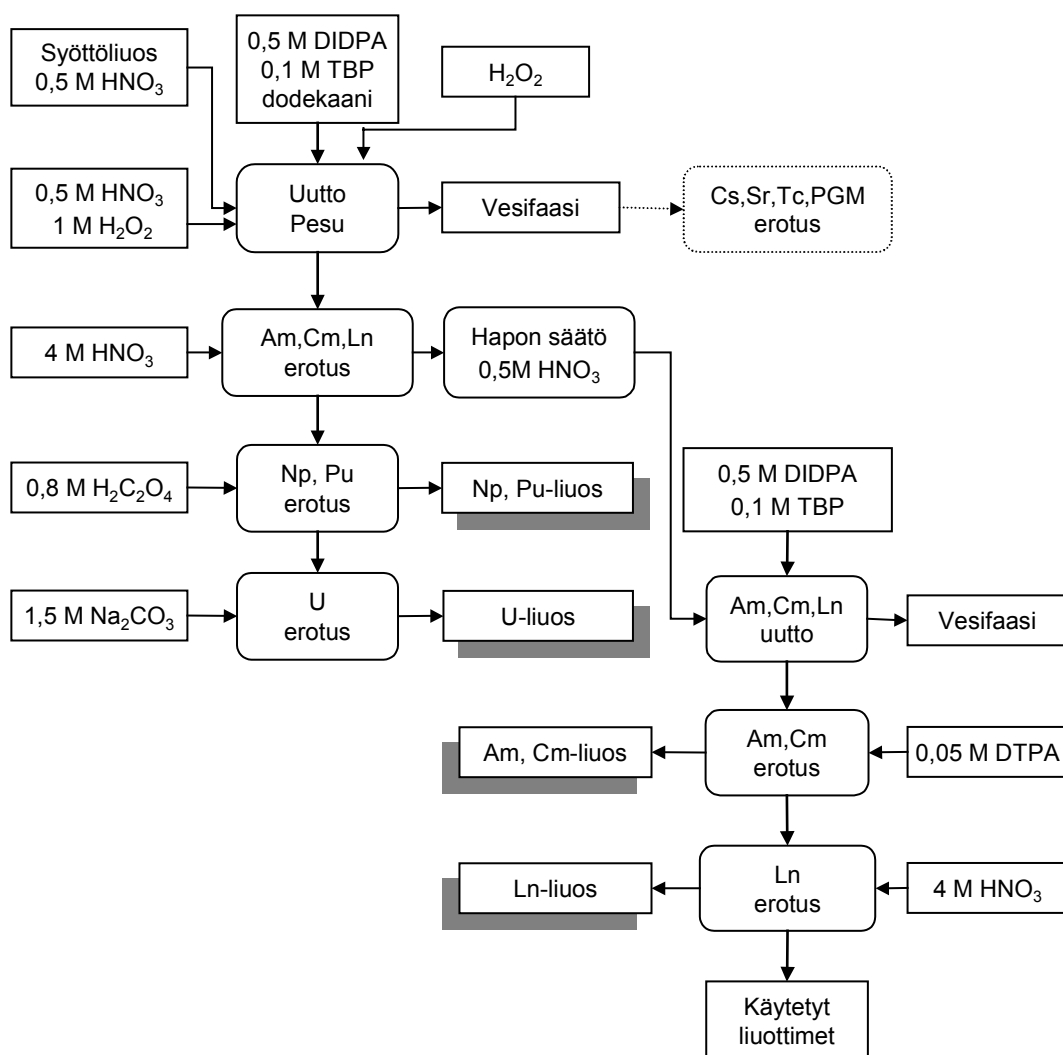 Syöttöliuos
0,5 M HNO₃
0,5 M DIDPA
0,1 M TBP
dodekaani
H₂O₂
0,5 M HNO₃
1 M H₂O₂
Uutto
Pesu
Vesifaasi
Cs,Sr,Tc,PGM
erotus
4 M HNO₃
Am,Cm,Ln
erotus
Hapon säätö
0,5M HNO₃
0,8 M H₂C₂O₄
Np, Pu
erotus
Np, Pu-liuos
0,5 M DIDPA
0,1 M TBP
1,5 M Na₂CO₃
U
erotus
U-liuos
Am,Cm,Ln
uutto
Vesifaasi
Am, Cm-liuos
Am,Cm
erotus
0,05 M DTPA
Ln-liuos
Ln
erotus
4 M HNO₃
Käytetyt
liuottimet